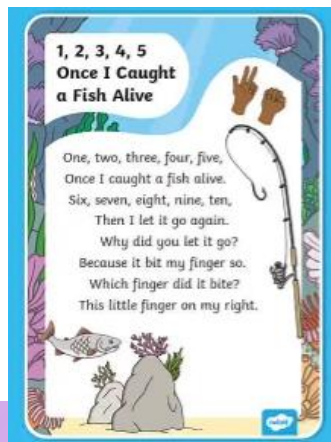 1, 2, 3, 4, 5
Once I Caught
a Fish Alive
One, two, three, four, five,
Once I caught a fish alive.
Six, seven, eight, nine, ten,
Then I let it go again.
Why did you let it go?
Because it bit my finger so.
Which finger did it bite?
This little finger on my right.